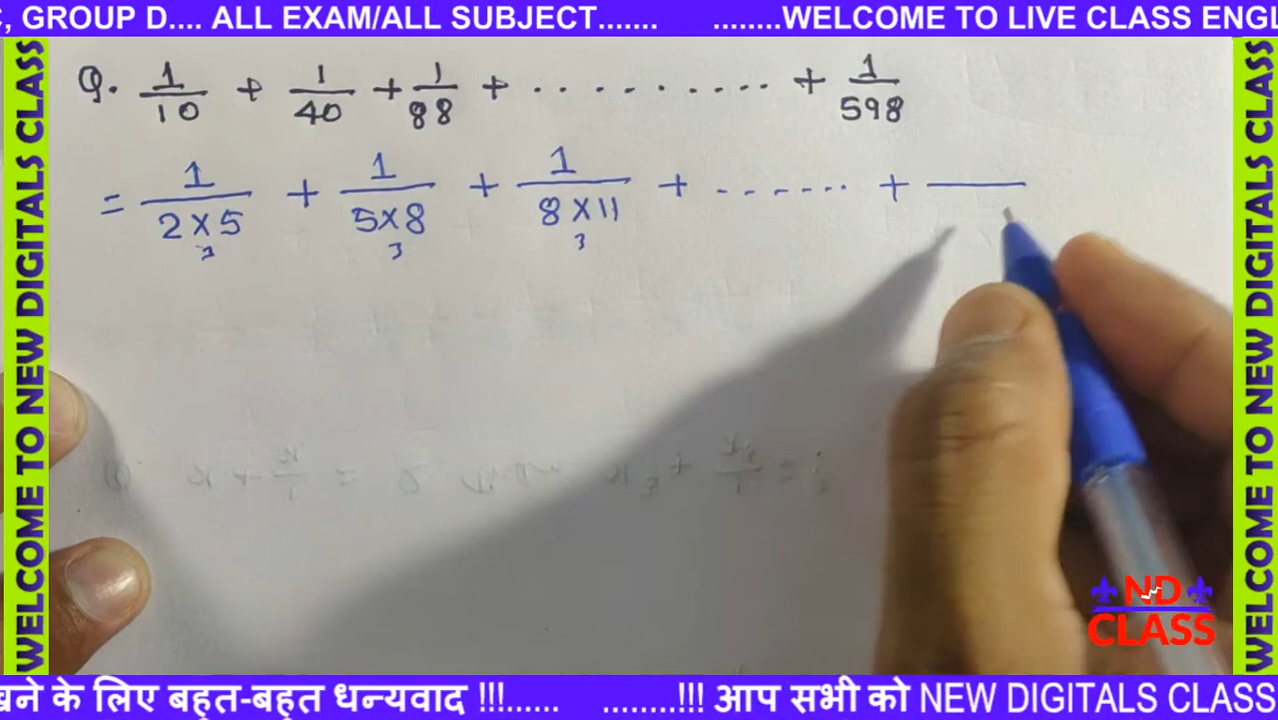 , GROUP D.... ALL EXAM/ALL SUBJECT....... ........WELCOME TO LIVE CLASS ENGL
WELCOME TO NEW DIGITALS CLASS
Q. 1/10 + 1/40 + 1/88 + .......... + 1/598
= 1/(2×5) + 1/(5×8) + 1/(8×11) + ...... +
3 3 3
ND
CLASS
WELCOME TO NEW DIGITALS CLASS
के लिए बहुत-बहुत धन्यवाद !!!...... ........!!! आप सभी को NEW DIGITALS CLASS